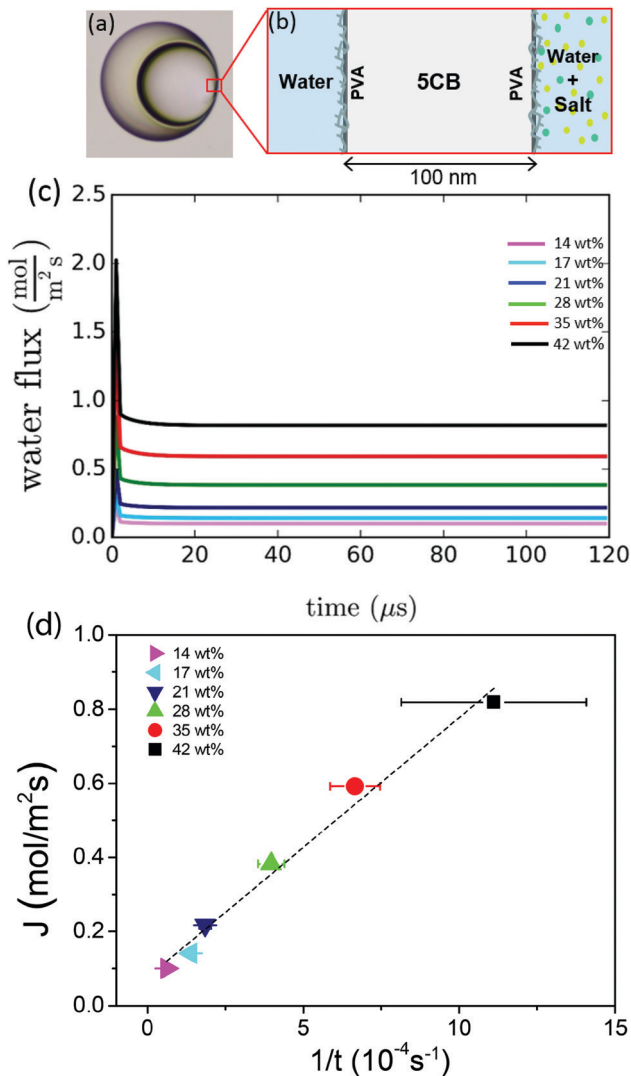 (a)
(b)
Water
PVA
5CB
PVA
Water
+
Salt
100 nm
(c)
water flux (mol/m² s)
2.5
2.0
1.5
1.0
0.5
0.0
14 wt%
17 wt%
21 wt%
28 wt%
35 wt%
42 wt%
0 20 40 60 80 100 120
time (μs)
(d)
J (mol/m²s)
1.0
0.8
0.6
0.4
0.2
0.0
14 wt%
17 wt%
21 wt%
28 wt%
35 wt%
42 wt%
0 5 10 15
1/t (10⁻⁴s⁻¹)